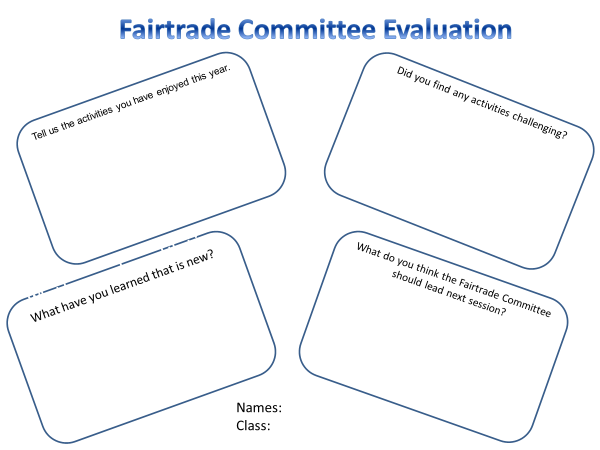 Fairtrade Committee Evaluation
Tell us the activities you have enjoyed this year.
Did you find any activities challenging?
What have you learned that is new?
What do you think the Fairtrade Committee
should lead next session?
Names:
Class: